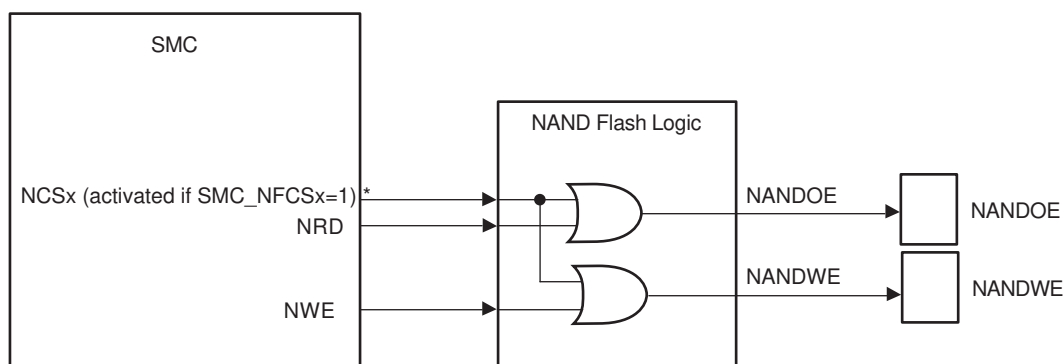 SMC
NAND Flash Logic
NCSx (activated if SMC_NFCSx=1) *
NANDOE
NANDOE
NRD
NANDWE
NANDWE
NWE